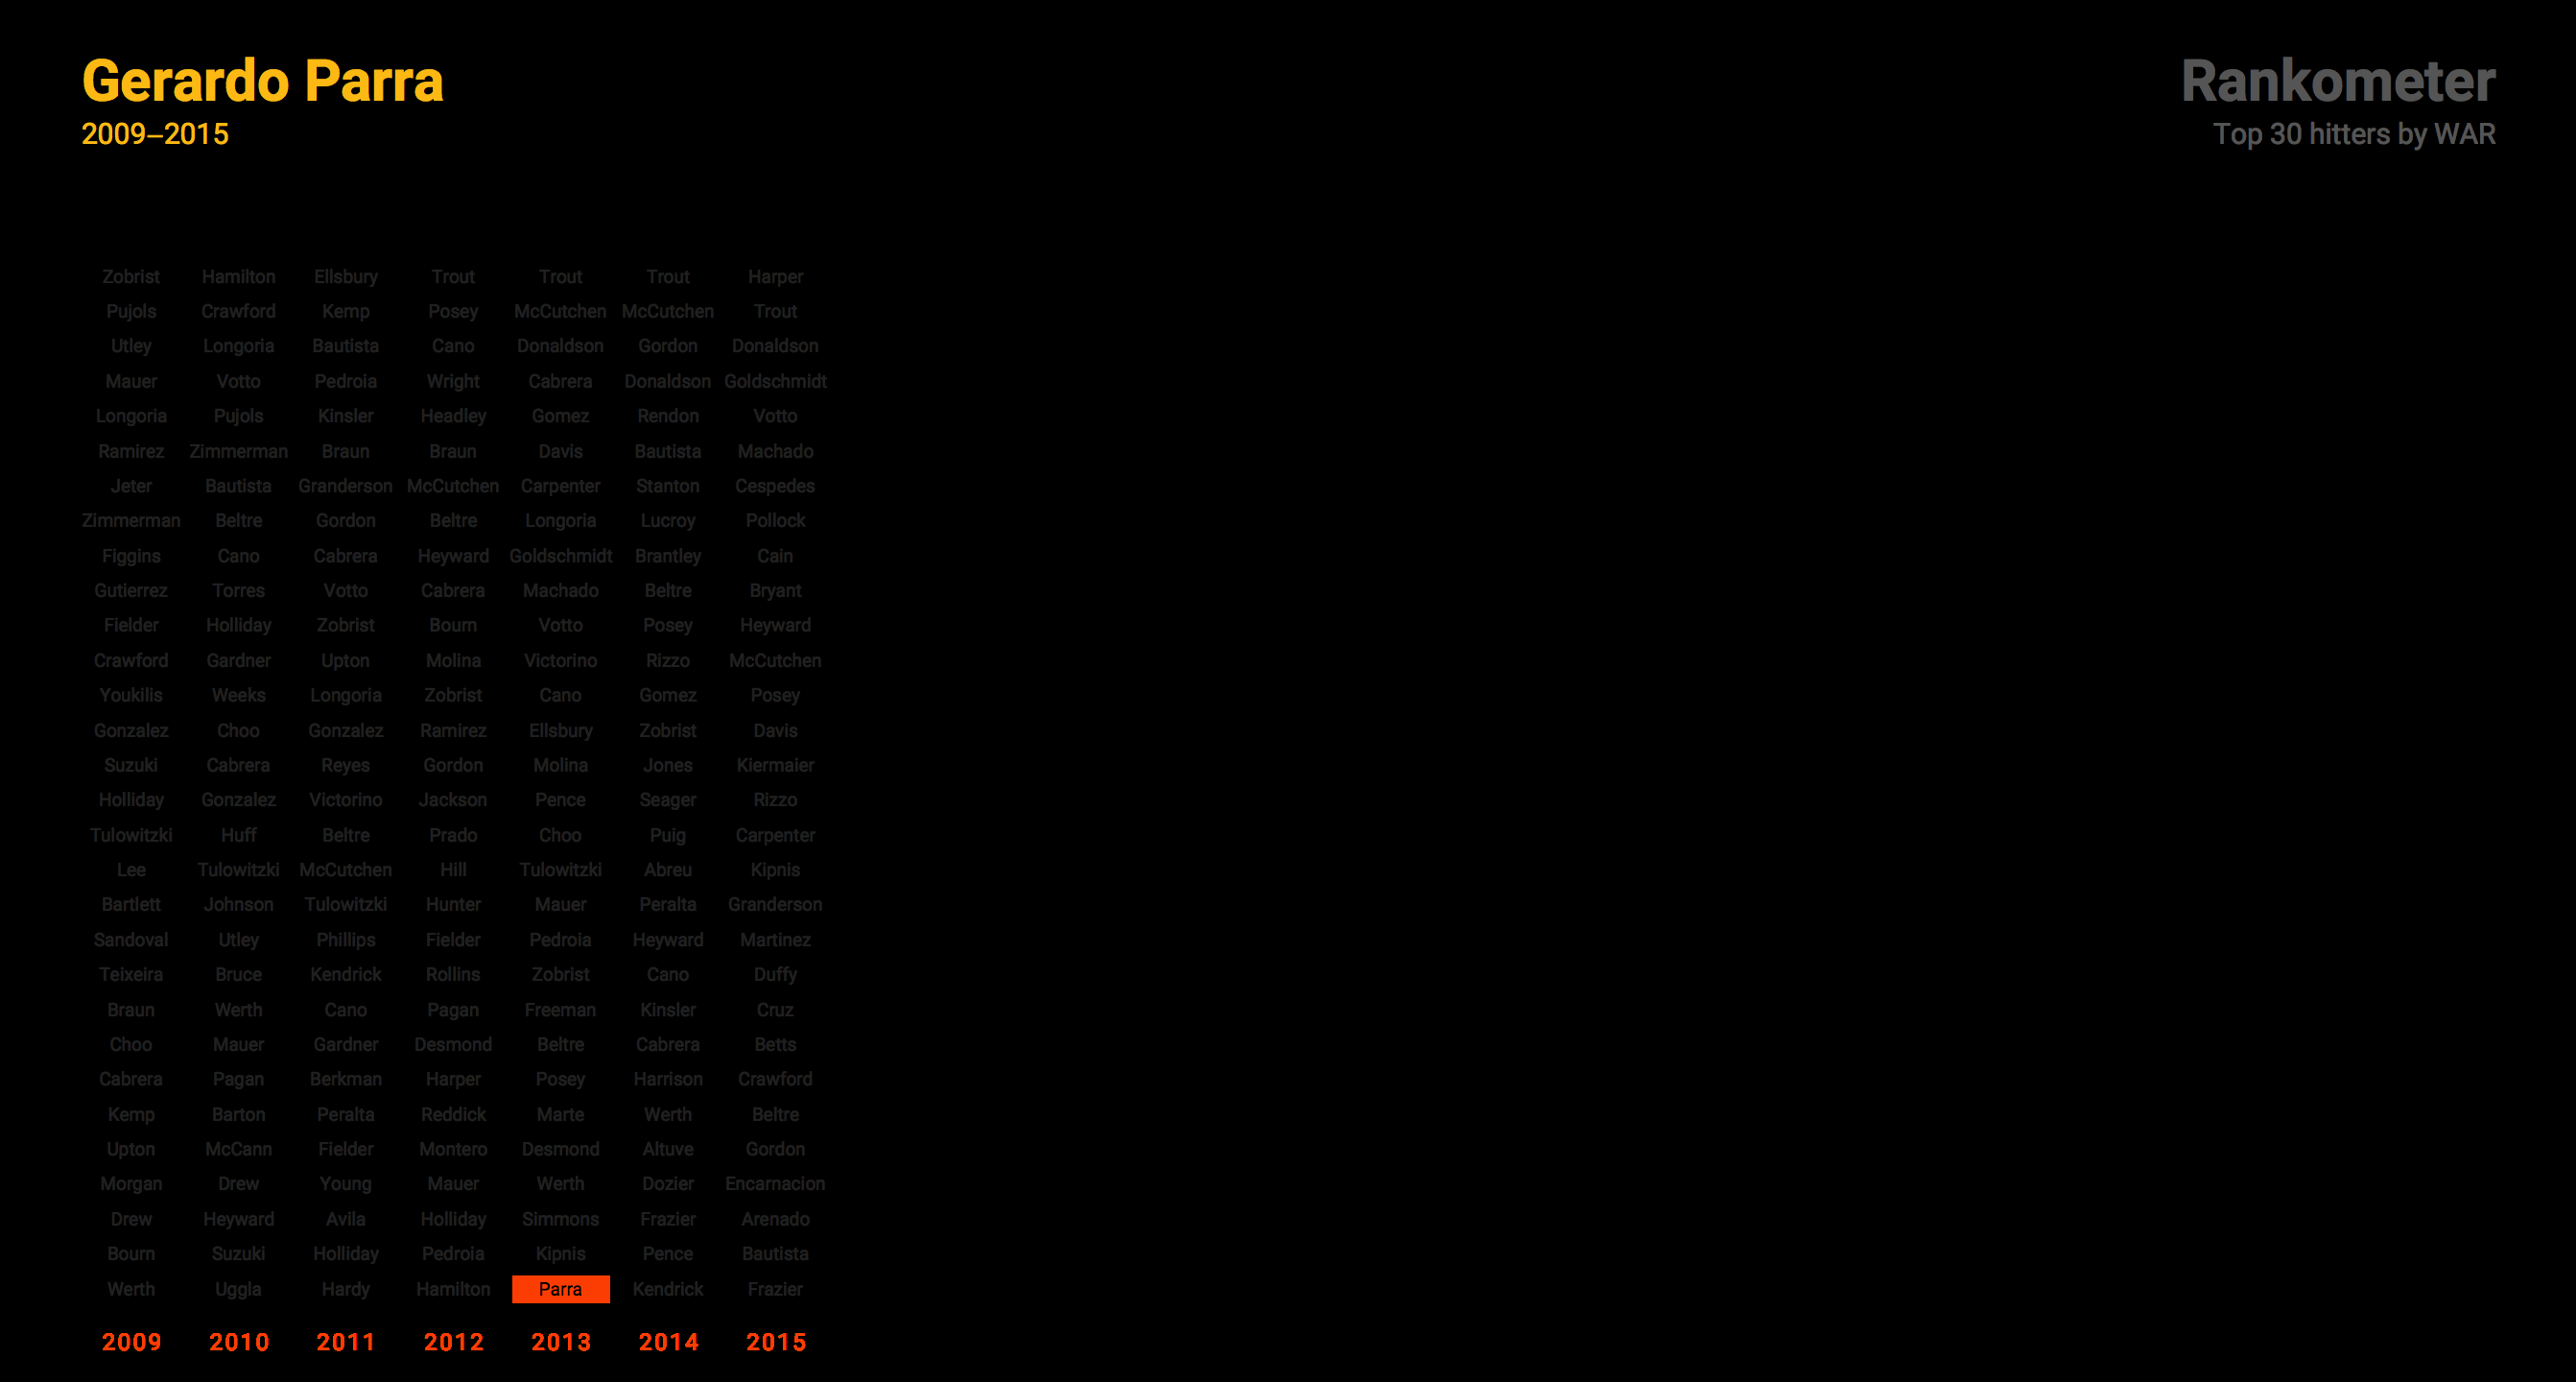 Gerardo Parra
2009–2015
Rankometer
Top 30 hitters by WAR
Zobrist Hamilton Ellsbury Trout Trout Trout Harper
Pujols Crawford Kemp Posey McCutchen McCutchen Trout
Utley Longoria Bautista Cano Donaldson Gordon Donaldson
Mauer Votto Pedroia Wright Cabrera Donaldson Goldschmidt
Longoria Pujols Kinsler Headley Gomez Rendon Votto
Ramirez Zimmerman Braun Braun Davis Bautista Machado
Jeter Bautista Granderson McCutchen Carpenter Stanton Cespedes
Zimmerman Beltre Gordon Beltre Longoria Lucroy Pollock
Figgins Cano Cabrera Heyward Goldschmidt Brantley Cain
Gutierrez Torres Votto Cabrera Machado Beltre Bryant
Fielder Holliday Zobrist Bourn Votto Posey Heyward
Crawford Gardner Upton Molina Victorino Rizzo McCutchen
Youkilis Weeks Longoria Zobrist Cano Gomez Posey
Gonzalez Choo Gonzalez Ramirez Ellsbury Zobrist Davis
Suzuki Cabrera Reyes Gordon Molina Jones Kiermaier
Holliday Gonzalez Victorino Jackson Pence Seager Rizzo
Tulowitzki Huff Beltre Prado Choo Puig Carpenter
Lee Tulowitzki McCutchen Hill Tulowitzki Abreu Kipnis
Bartlett Johnson Tulowitzki Hunter Mauer Peralta Granderson
Sandoval Utley Phillips Fielder Pedroia Heyward Martinez
Teixeira Bruce Kendrick Rollins Zobrist Cano Duffy
Braun Werth Cano Pagan Freeman Kinsler Cruz
Choo Mauer Gardner Desmond Beltre Cabrera Betts
Cabrera Pagan Berkman Harper Posey Harrison Crawford
Kemp Barton Peralta Reddick Marte Werth Beltre
Upton McCann Fielder Montero Desmond Altuve Gordon
Morgan Drew Young Mauer Werth Dozier Encarnacion
Drew Heyward Avila Holliday Simmons Frazier Arenado
Bourn Suzuki Holliday Pedroia Kipnis Pence Bautista
Werth Uggla Hardy Hamilton Parra Kendrick Frazier
2009 2010 2011 2012 2013 2014 2015